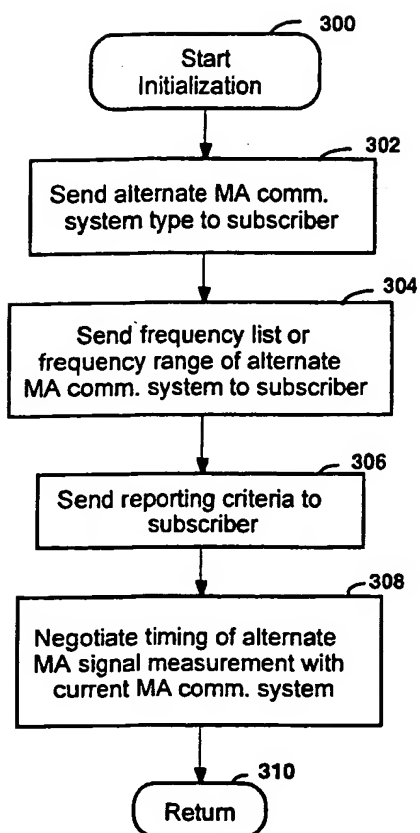 300
Start
Initialization
302
Send alternate MA comm.
system type to subscriber
304
Send frequency list or
frequency range of alternate
MA comm. system to subscriber
306
Send reporting criteria to
subscriber
308
Negotiate timing of alternate
MA signal measurement with
current MA comm. system
310
Return